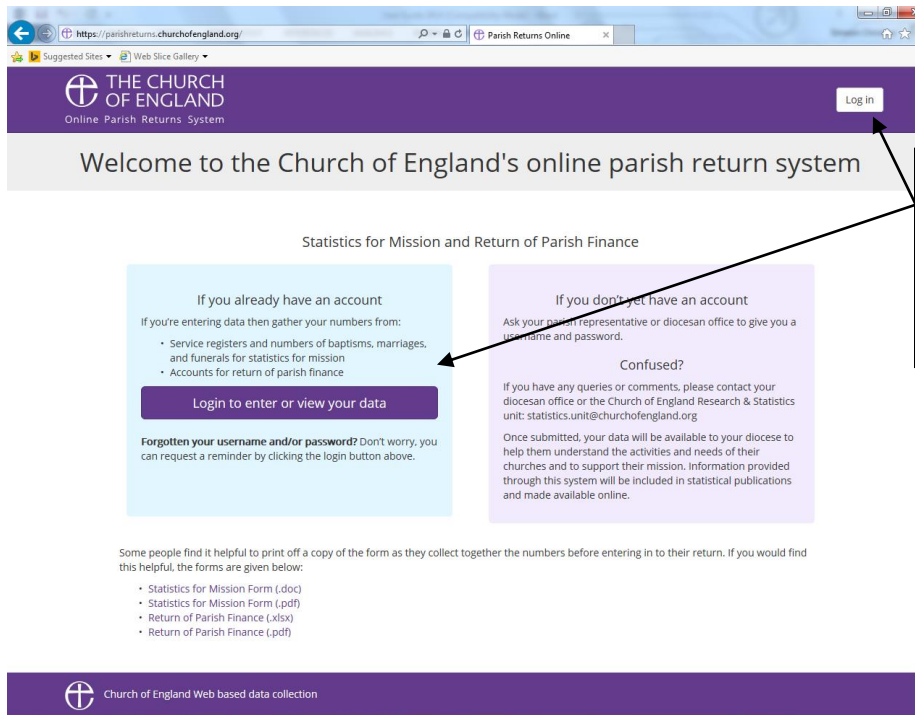 https://parishreturns.churchofengland.org/
Parish Returns Online
Suggested Sites
Web Slice Gallery
THE CHURCH
OF ENGLAND
Online Parish Returns System
Log in
Welcome to the Church of England's online parish return system
Statistics for Mission and Return of Parish Finance
If you already have an account
If you're entering data then gather your numbers from:
• Service registers and numbers of baptisms, marriages,
and funerals for statistics for mission
• Accounts for return of parish finance
Login to enter or view your data
Forgotten your username and/or password? Don't worry, you
can request a reminder by clicking the login button above.
If you don't yet have an account
Ask your parish representative or diocesan office to give you a
username and password.
Confused?
If you have any queries or comments, please contact your
diocesan office or the Church of England Research & Statistics
unit: statistics.unit@churchofengland.org
Once submitted, your data will be available to your diocese to
help them understand the activities and needs of their
churches and to support their mission. Information provided
through this system will be included in statistical publications
and made available online.
Some people find it helpful to print off a copy of the form as they collect together the numbers before entering in to their return. If you would find
this helpful, the forms are given below:
• Statistics for Mission Form (.doc)
• Statistics for Mission Form (.pdf)
• Return of Parish Finance (.xlsx)
• Return of Parish Finance (.pdf)
Church of England Web based data collection